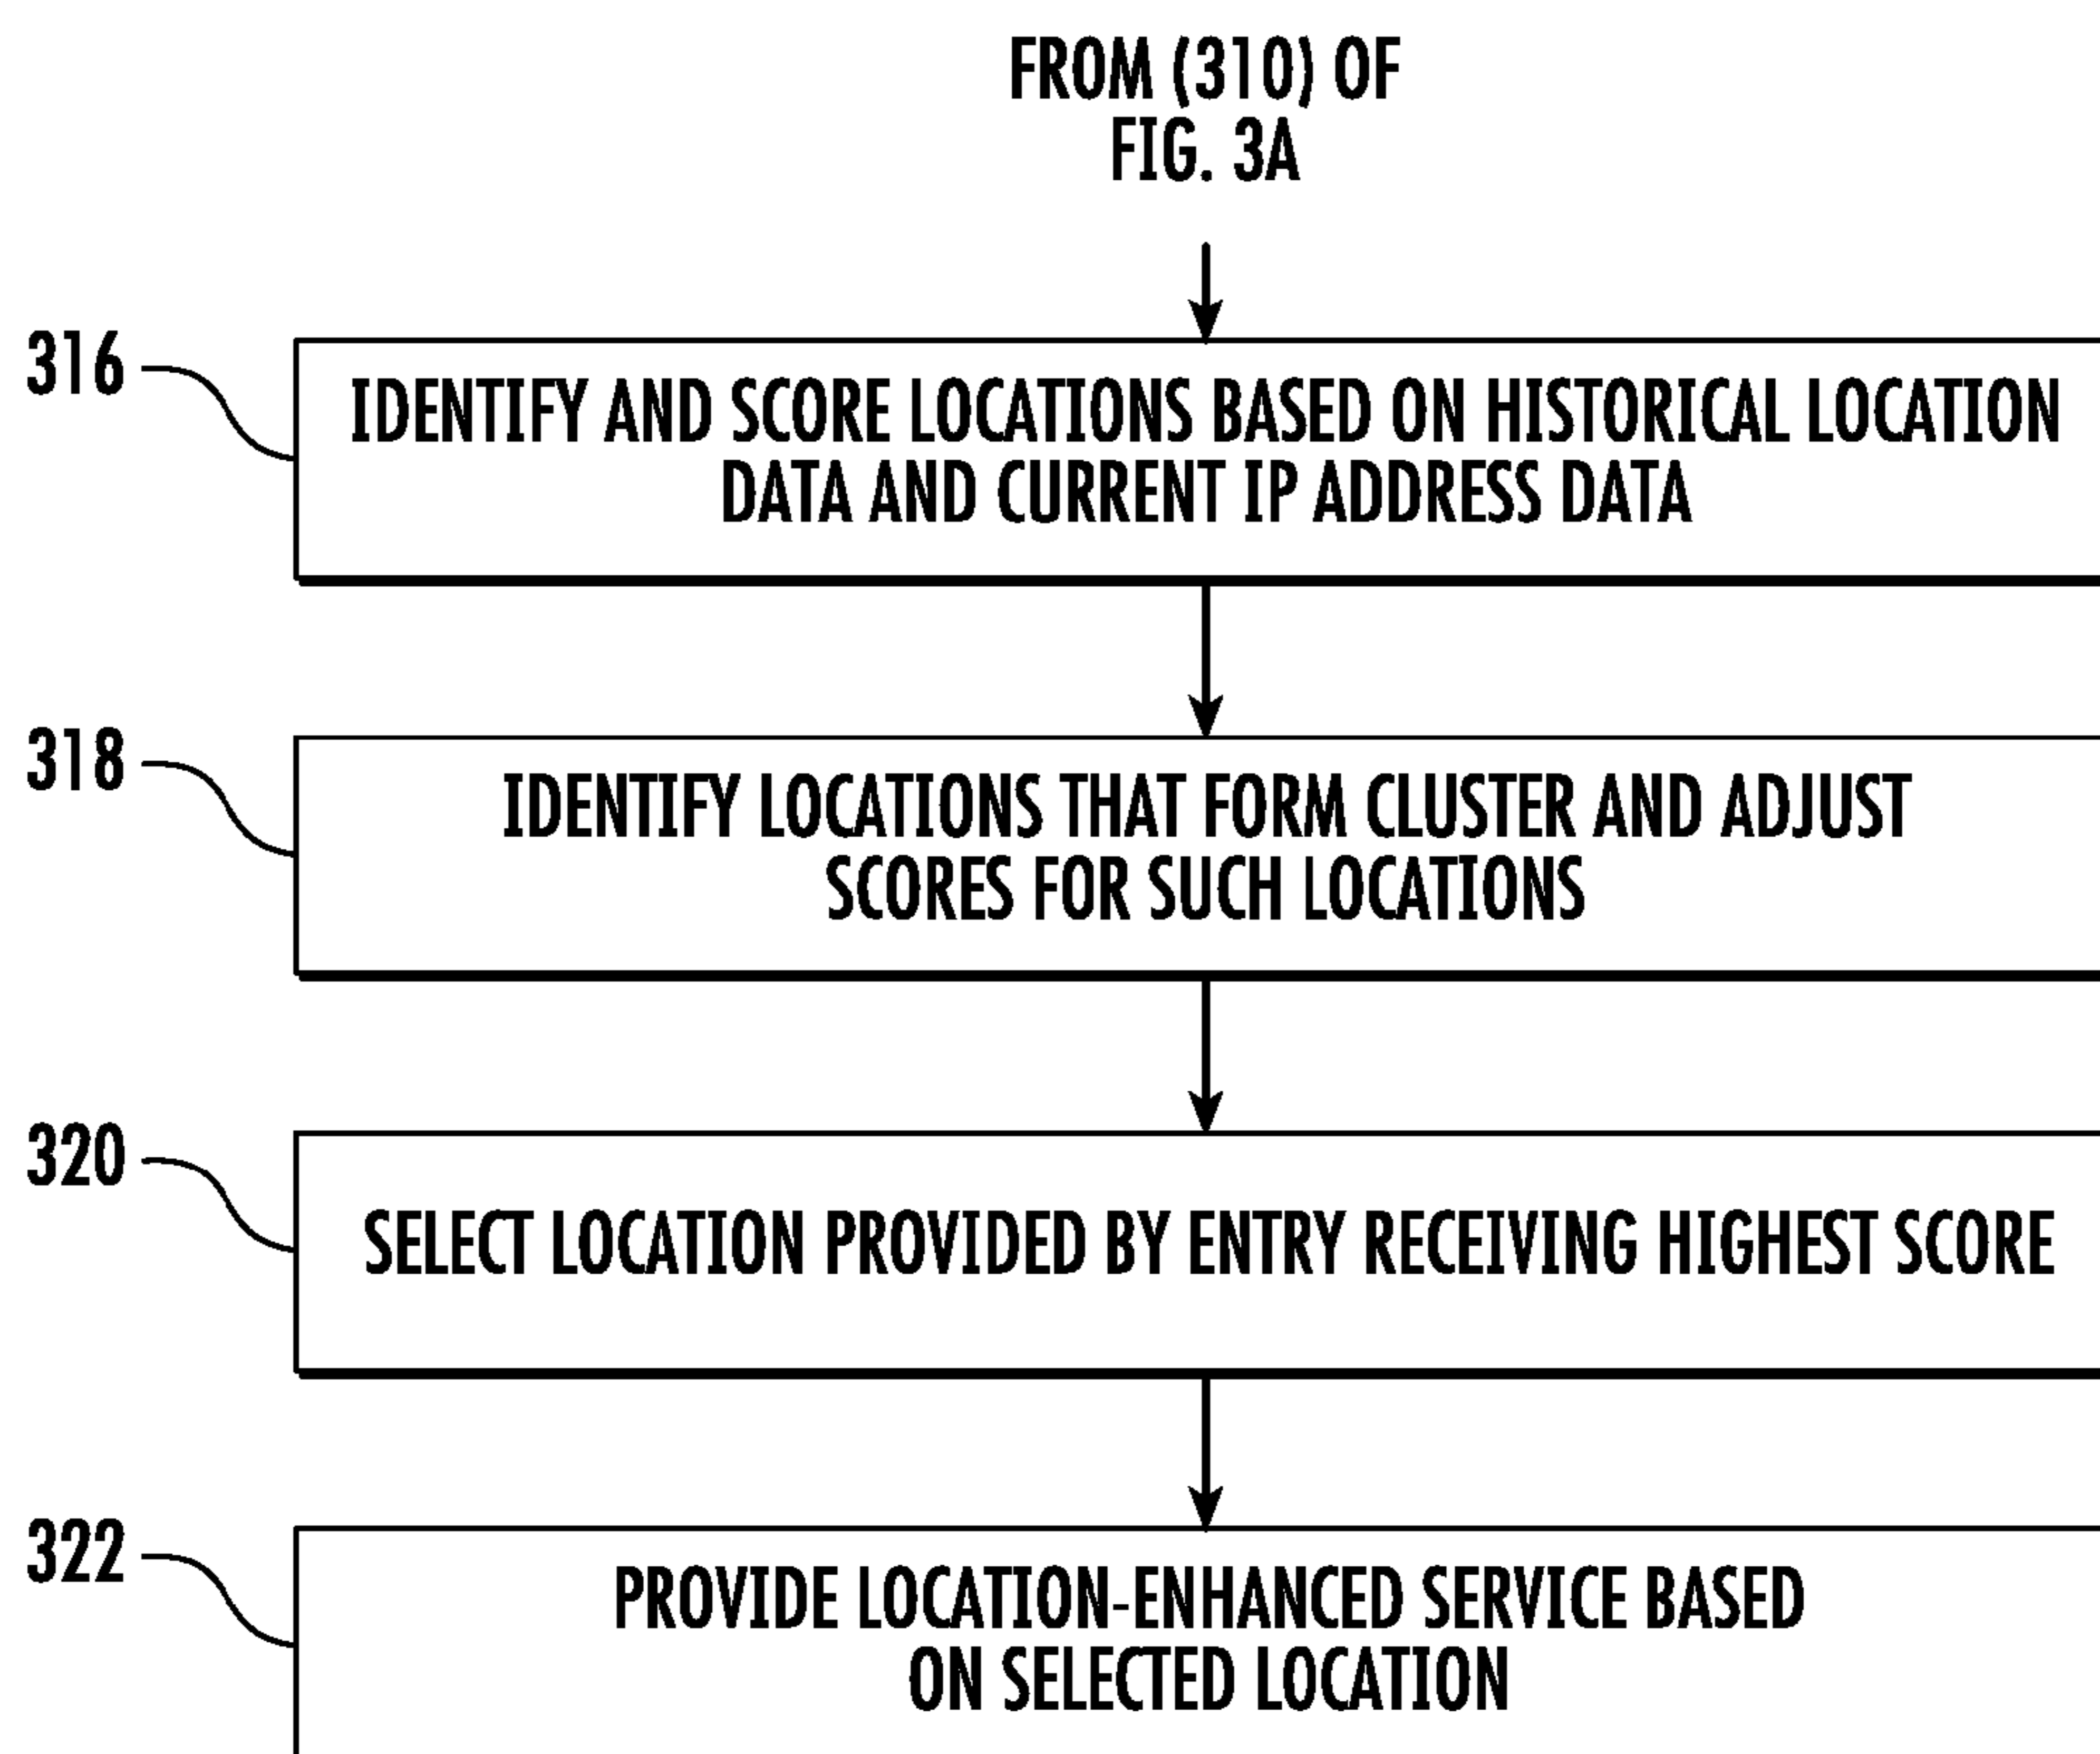 FROM (310) OF
FIG. 3A
316
IDENTIFY AND SCORE LOCATIONS BASED ON HISTORICAL LOCATION
DATA AND CURRENT IP ADDRESS DATA
318
IDENTIFY LOCATIONS THAT FORM CLUSTER AND ADJUST
SCORES FOR SUCH LOCATIONS
320
SELECT LOCATION PROVIDED BY ENTRY RECEIVING HIGHEST SCORE
322
PROVIDE LOCATION-ENHANCED SERVICE BASED
ON SELECTED LOCATION